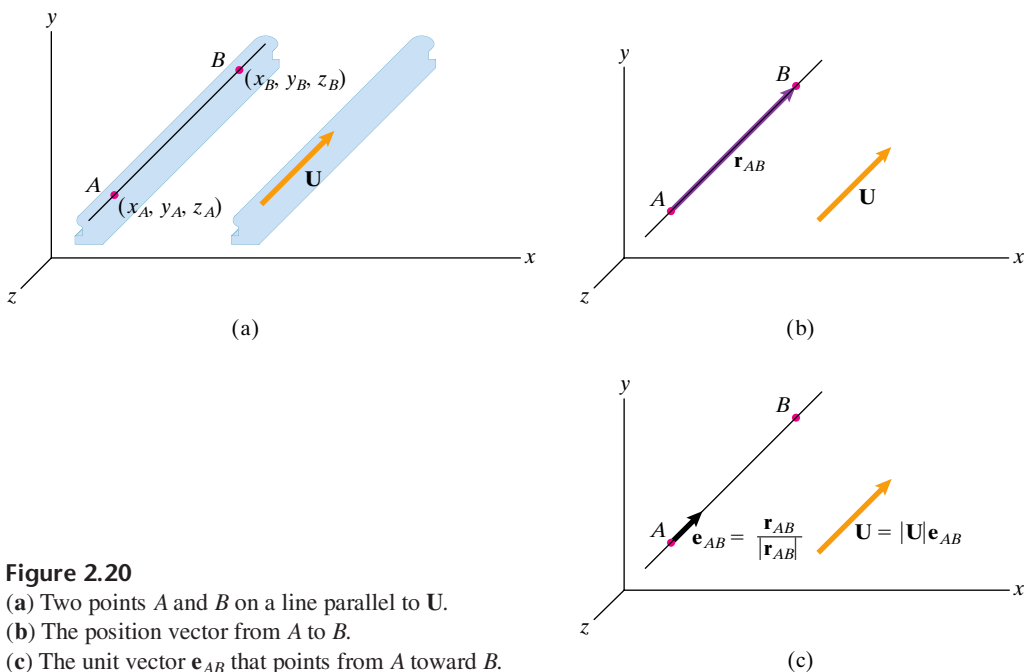 y
B
(x_B, y_B, z_B)
A
(x_A, y_A, z_A)
U
x
z
(a)
y
B
r_AB
A
U
x
z
(b)
y
B
A
e_AB = r_AB / |r_AB|
U = |U|e_AB
x
z
(c)
Figure 2.20
(a) Two points A and B on a line parallel to U.
(b) The position vector from A to B.
(c) The unit vector e_AB that points from A toward B.